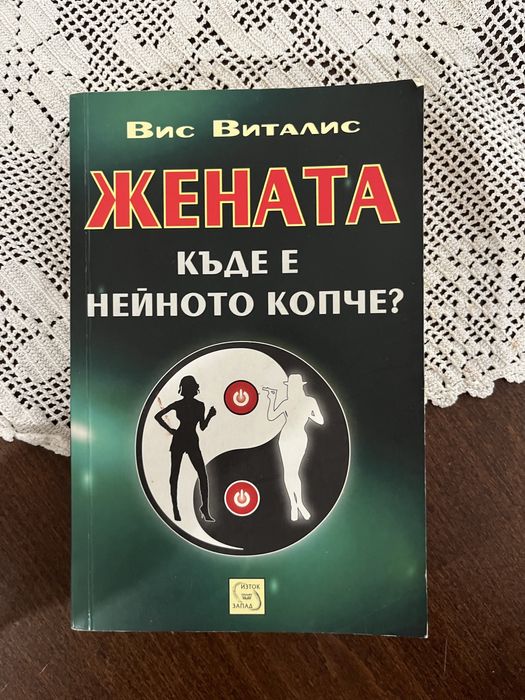 Вис Виталис
ЖЕНАТА
КЪДЕ Е
НЕЙНОТО КОПЧЕ?
ИЗТОК
ЗАПАД